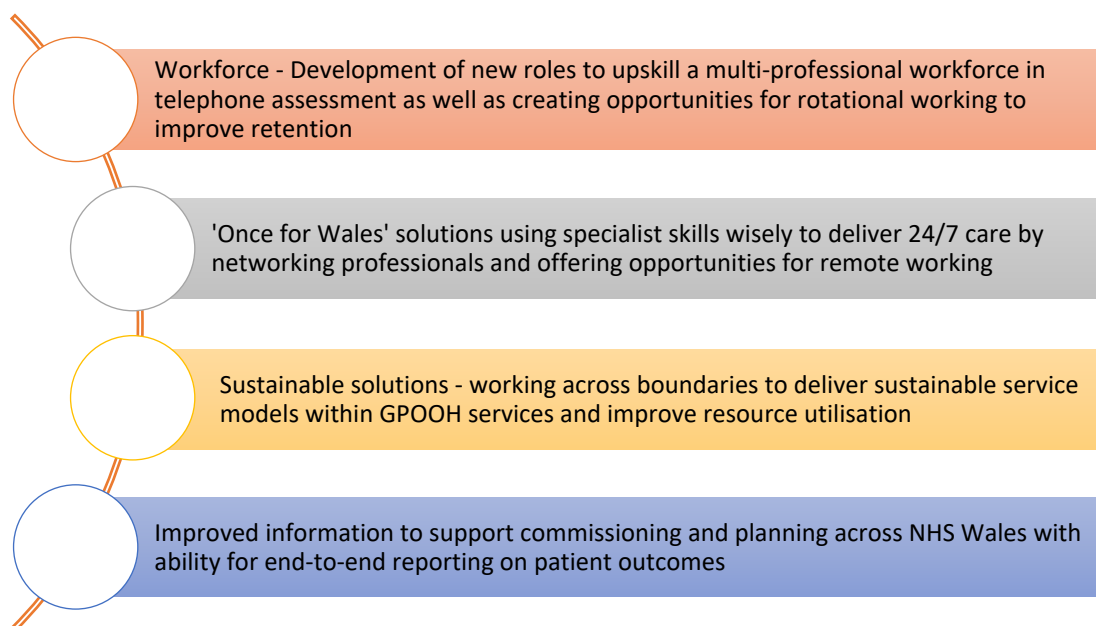 Workforce - Development of new roles to upskill a multi-professional workforce in
telephone assessment as well as creating opportunities for rotational working to
improve retention
'Once for Wales' solutions using specialist skills wisely to deliver 24/7 care by
networking professionals and offering opportunities for remote working
Sustainable solutions - working across boundaries to deliver sustainable service
models within GPOOH services and improve resource utilisation
Improved information to support commissioning and planning across NHS Wales with
ability for end-to-end reporting on patient outcomes